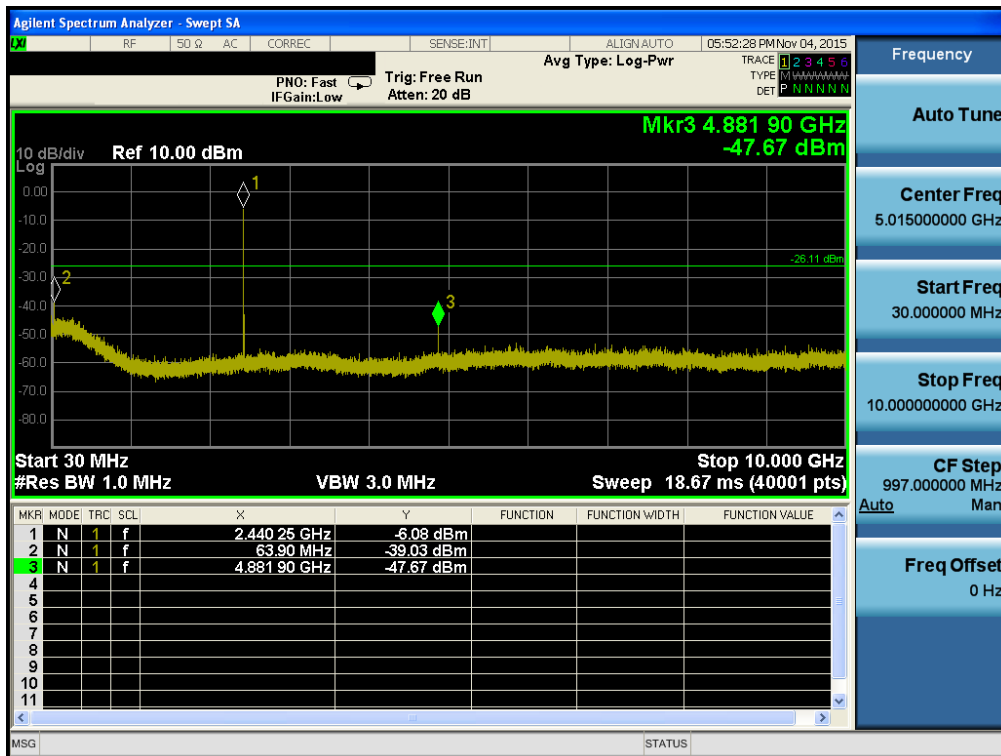 Agilent Spectrum Analyzer - Swept SA
LXI RF 50 Ω AC CORREC SENSE:INT ALIGN AUTO 05:52:28 PM Nov 04, 2015
Frequency
Avg Type: Log-Pwr
TRACE 1 2 3 4 5 6
PNO: Fast Trig: Free Run
TYPE M
IFGain:Low Atten: 20 dB
DET P N N N N N
Auto Tune
Mkr3 4.881 90 GHz
10 dB/div Ref 10.00 dBm -47.67 dBm
Log
0.00
-10.0
-20.0
-30.0
-40.0
-50.0
-60.0
-70.0
-80.0
1
2
3
-26.11 dBm
Start 30 MHz Stop 10.000 GHz
#Res BW 1.0 MHz VBW 3.0 MHz Sweep 18.67 ms (40001 pts)
MKR MODE TRC SCL X Y FUNCTION FUNCTION WIDTH FUNCTION VALUE
1 N 1 f 2.440 25 GHz -6.08 dBm
2 N 1 f 63.90 MHz -39.03 dBm
3 N 1 f 4.881 90 GHz -47.67 dBm
4
5
6
7
8
9
10
11
Center Freq
5.015000000 GHz
Start Freq
30.000000 MHz
Stop Freq
10.000000000 GHz
CF Step
997.000000 MHz
Auto Man
Freq Offset
0 Hz
MSG STATUS